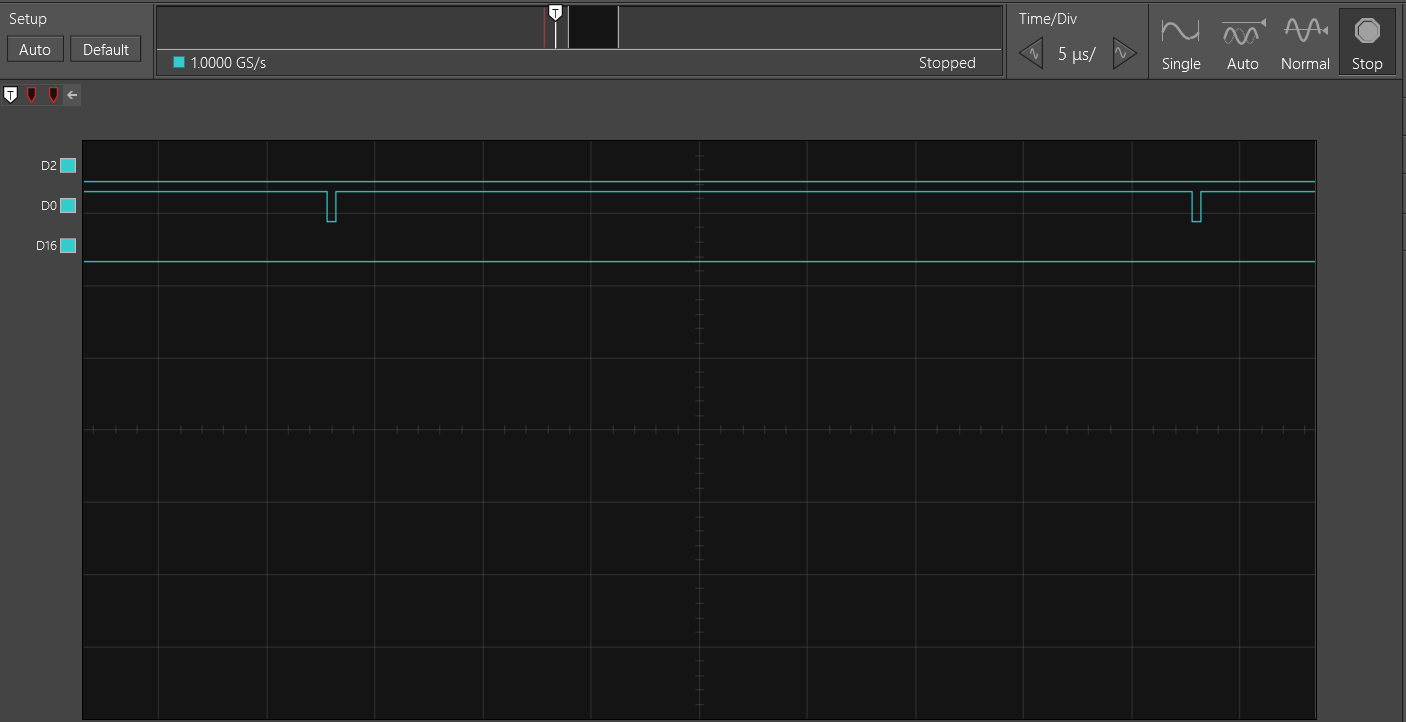 Setup
Auto Default
T
1.0000 GS/s
Stopped
Time/Div
5 µs/
Single
Auto
Normal
Stop
T
D2
D0
D16